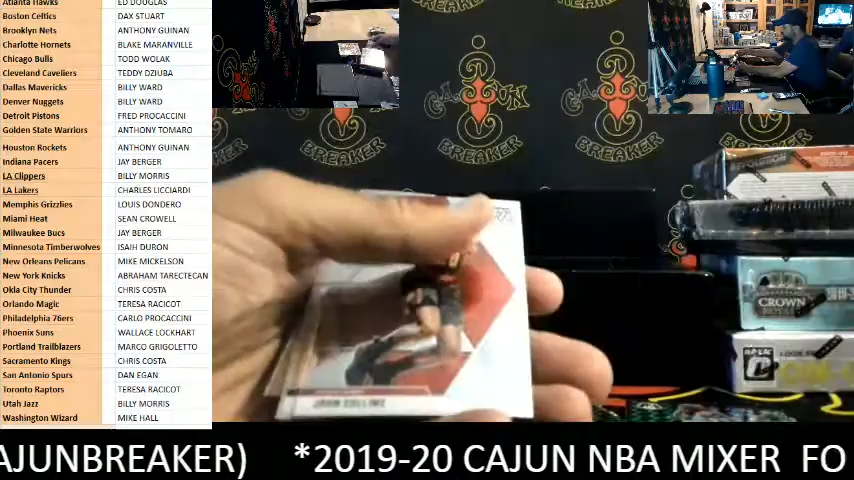 Atlanta Hawks ED DOUGLAS
Boston Celtics DAX STUART
Brooklyn Nets ANTHONY GUINAN
Charlotte Hornets BLAKE MARANVILLE
Chicago Bulls TODD WOLAK
Cleveland Cavaliers TEDDY DZIUBA
Dallas Mavericks BILLY WARD
Denver Nuggets BILLY WARD
Detroit Pistons FRED PROCACCINI
Golden State Warriors ANTHONY TOMARO
Houston Rockets ANTHONY GUINAN
Indiana Pacers JAY BERGER
LA Clippers BILLY MORRIS
LA Lakers CHARLES LICCIARDI
Memphis Grizzlies LOUIS DONDERO
Miami Heat SEAN CROWELL
Milwaukee Bucs JAY BERGER
Minnesota Timberwolves ISAIH DURON
New Orleans Pelicans MIKE MICKELSON
New York Knicks ABRAHAM TARECTECAN
Okla City Thunder CHRIS COSTA
Orlando Magic TERESA RACICOT
Philadelphia 76ers CARLO PROCACCINI
Phoenix Suns WALLACE LOCKHART
Portland Trailblazers MARCO GRIGOLETTO
Sacramento Kings CHRIS COSTA
San Antonio Spurs DAN EGAN
Toronto Raptors TERESA RACICOT
Utah Jazz BILLY MORRIS
Washington Wizard MIKE HALL
BREAKER
CAJUN
BREAKER
CAJUN
BREAKER
BREAKER
BREAKER
REVOLUTION
CROWN
ROYALE
JOHN COLLINS
AJUNBREAKER) *2019-20 CAJUN NBA MIXER FO